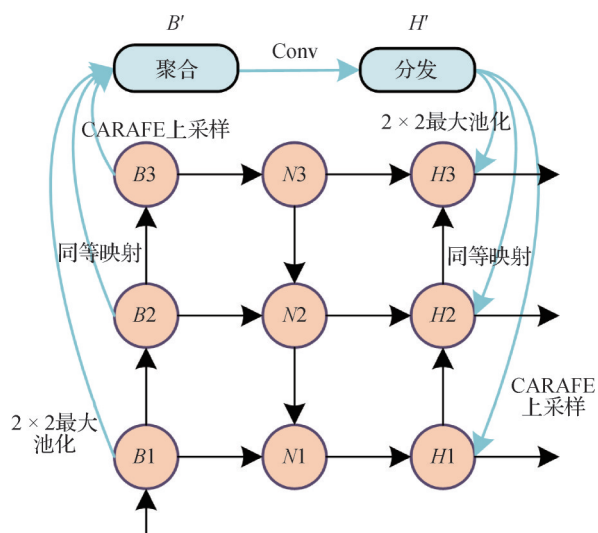 B′
H′
聚合
Conv
分发
CARAFE上采样
2 × 2最大池化
B3
N3
H3
同等映射
同等映射
B2
N2
H2
CARAFE
上采样
2 × 2最大
池化
B1
N1
H1